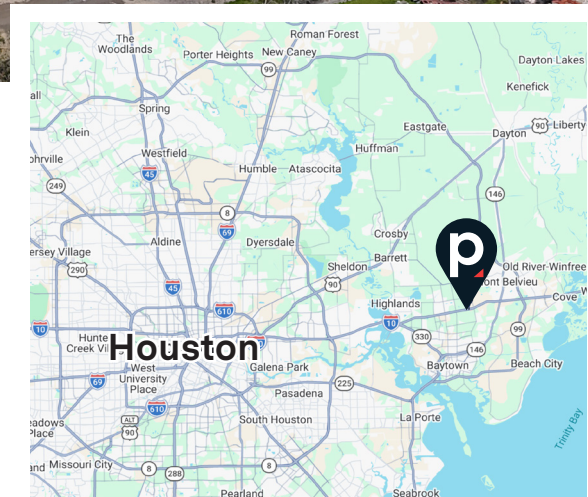 Roman Forest
The
Woodlands
Porter Heights
New Caney
Dayton Lakes
99
Kenefick
Spring
Eastgate
90
Liberty
Klein
Dayton
Westfield
Huffman
45
Humble
Atascocita
249
146
8
69
Crosby
Aldine
Dyersdale
Barrett
p
ersey Village
Sheldon
Old River-Winfree
290
ont Belvieu
90
45
Cove
Highlands
610
10
10
330
99
Houston
Creek Vil
146
West
University
Place
Galena Park
Baytown
Beach City
69
225
Pasadena
610
La Porte
ALT
90
South Houston
eadows
Place
Trinity Bay
and
Missouri City
8
288
8
Pearland
Seabrook